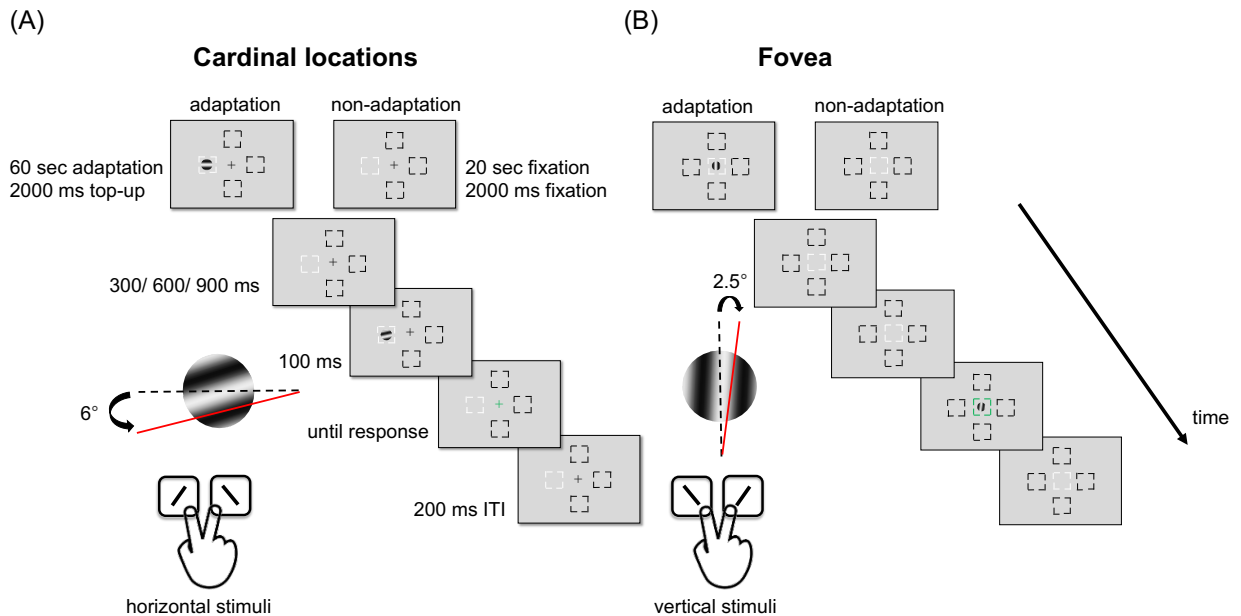 (A)
Cardinal locations
adaptation
non-adaptation
60 sec adaptation
2000 ms top-up
20 sec fixation
2000 ms fixation
300/ 600/ 900 ms
100 ms
6°
until response
200 ms ITI
horizontal stimuli
(B)
Fovea
adaptation
non-adaptation
2.5°
time
vertical stimuli